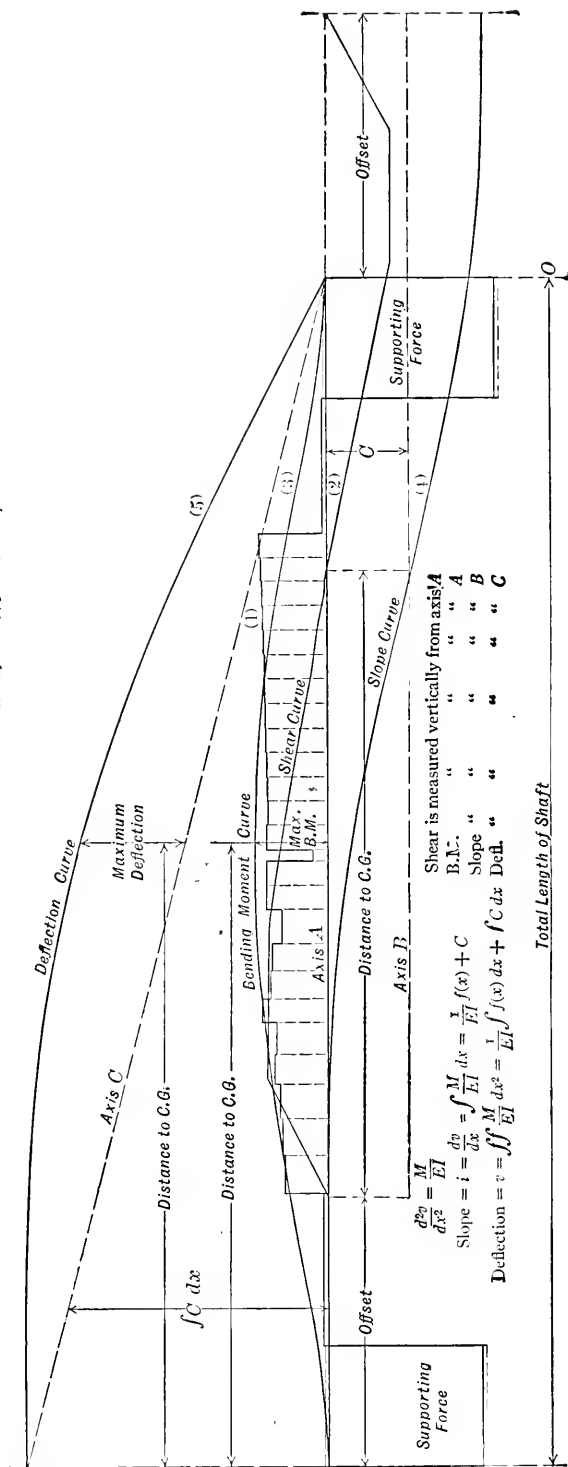 Deflection Curve
(5)
Maximum
Deflection
Axis C
Distance to C.G.
Distance to C.G.
∫C dx
Bending Moment Curve
(1)
(3)
Shear Curve
Max.
B.M.
Axis A
(2)
C
(4)
Slope Curve
Distance to C.G.
Axis B
Offset
Offset
Supporting
Force
Supporting
Force
O
d²v/dx² = M/EI
Slope = i = dv/dx = ∫ M/EI dx = 1/EI f(x) + C
Deflection = v = ∫∫ M/EI dx² = 1/EI ∫ f(x) dx + ∫ C dx
Shear is measured vertically from axis A
B.M. " " " " A
Slope " " " " B
Defl. " " " " C
Total Length of Shaft